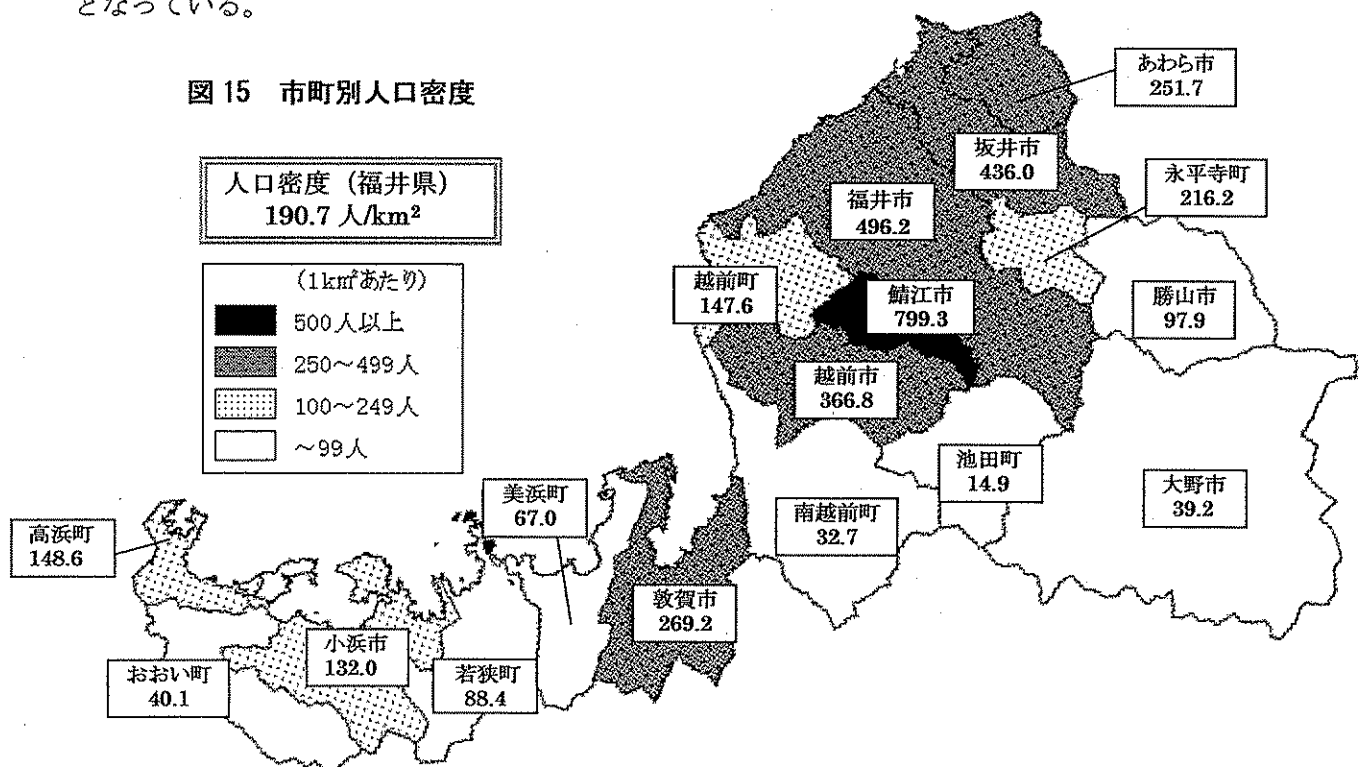 となっている。
図15 市町別人口密度
人口密度（福井県）
190.7 人/km²
(1km²あたり)
500人以上
250～499人
100～249人
～99人
あわら市
251.7
坂井市
436.0
永平寺町
216.2
福井市
496.2
越前町
147.6
鯖江市
799.3
勝山市
97.9
越前市
366.8
池田町
14.9
大野市
39.2
南越前町
32.7
美浜町
67.0
高浜町
148.6
敦賀市
269.2
小浜市
132.0
おおい町
40.1
若狭町
88.4